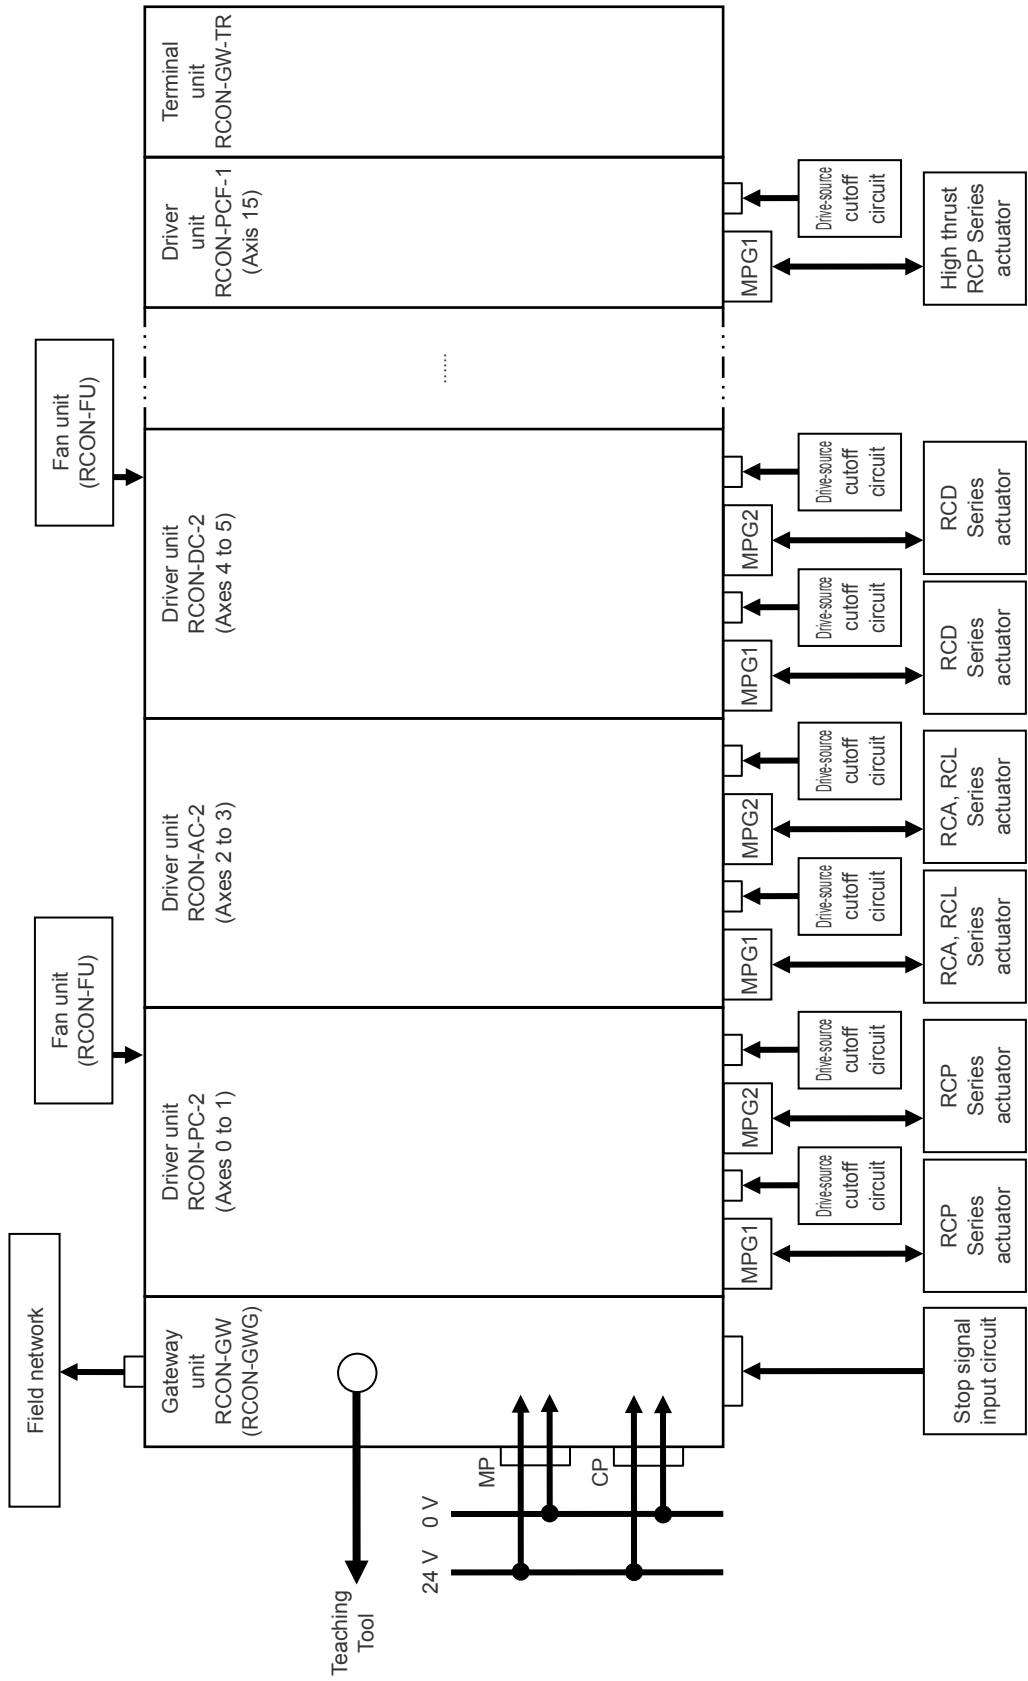 Field network
Fan unit
(RCON-FU)
Fan unit
(RCON-FU)
Gateway
unit
RCON-GW
(RCON-GWG)
Driver unit
RCON-PC-2
(Axes 0 to 1)
Driver unit
RCON-AC-2
(Axes 2 to 3)
Driver unit
RCON-DC-2
(Axes 4 to 5)
.......
Driver
unit
RCON-PCF-1
(Axis 15)
Terminal
unit
RCON-GW-TR
Teaching
Tool
24 V
0 V
MP
CP
MPG1
MPG2
MPG1
MPG2
MPG1
MPG2
MPG1
Drive-source
cutoff
circuit
Drive-source
cutoff
circuit
Drive-source
cutoff
circuit
Drive-source
cutoff
circuit
Drive-source
cutoff
circuit
Drive-source
cutoff
circuit
Drive-source
cutoff
circuit
Stop signal
input circuit
RCP
Series
actuator
RCP
Series
actuator
RCA, RCL
Series
actuator
RCA, RCL
Series
actuator
RCD
Series
actuator
RCD
Series
actuator
High thrust
RCP Series
actuator